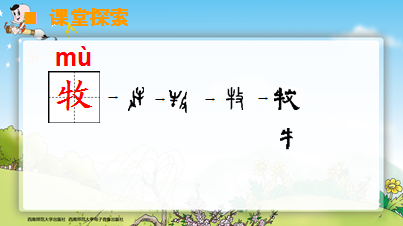 课堂探索
mù
牧 → → → →
牛
西南师范大学出版社 西南师范大学电子音像出版社